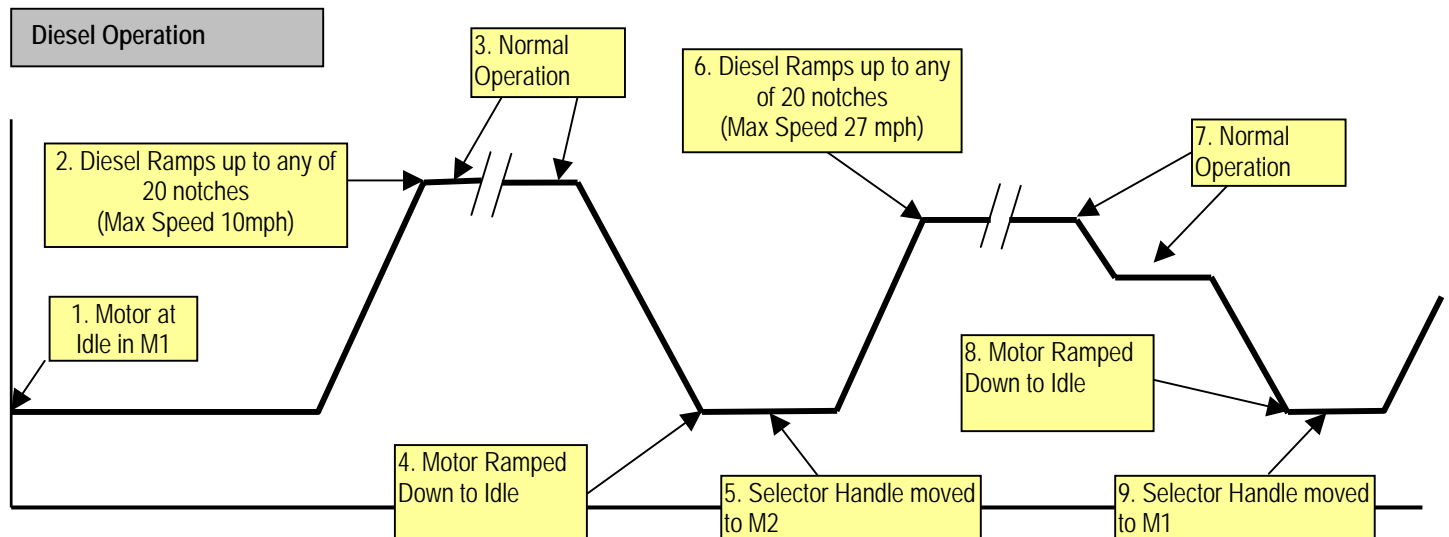 Diesel Operation
1. Motor at
Idle in M1
2. Diesel Ramps up to any of
20 notches
(Max Speed 10mph)
3. Normal
Operation
4. Motor Ramped
Down to Idle
5. Selector Handle moved
to M2
6. Diesel Ramps up to any
of 20 notches
(Max Speed 27 mph)
7. Normal
Operation
8. Motor Ramped
Down to Idle
9. Selector Handle moved
to M1